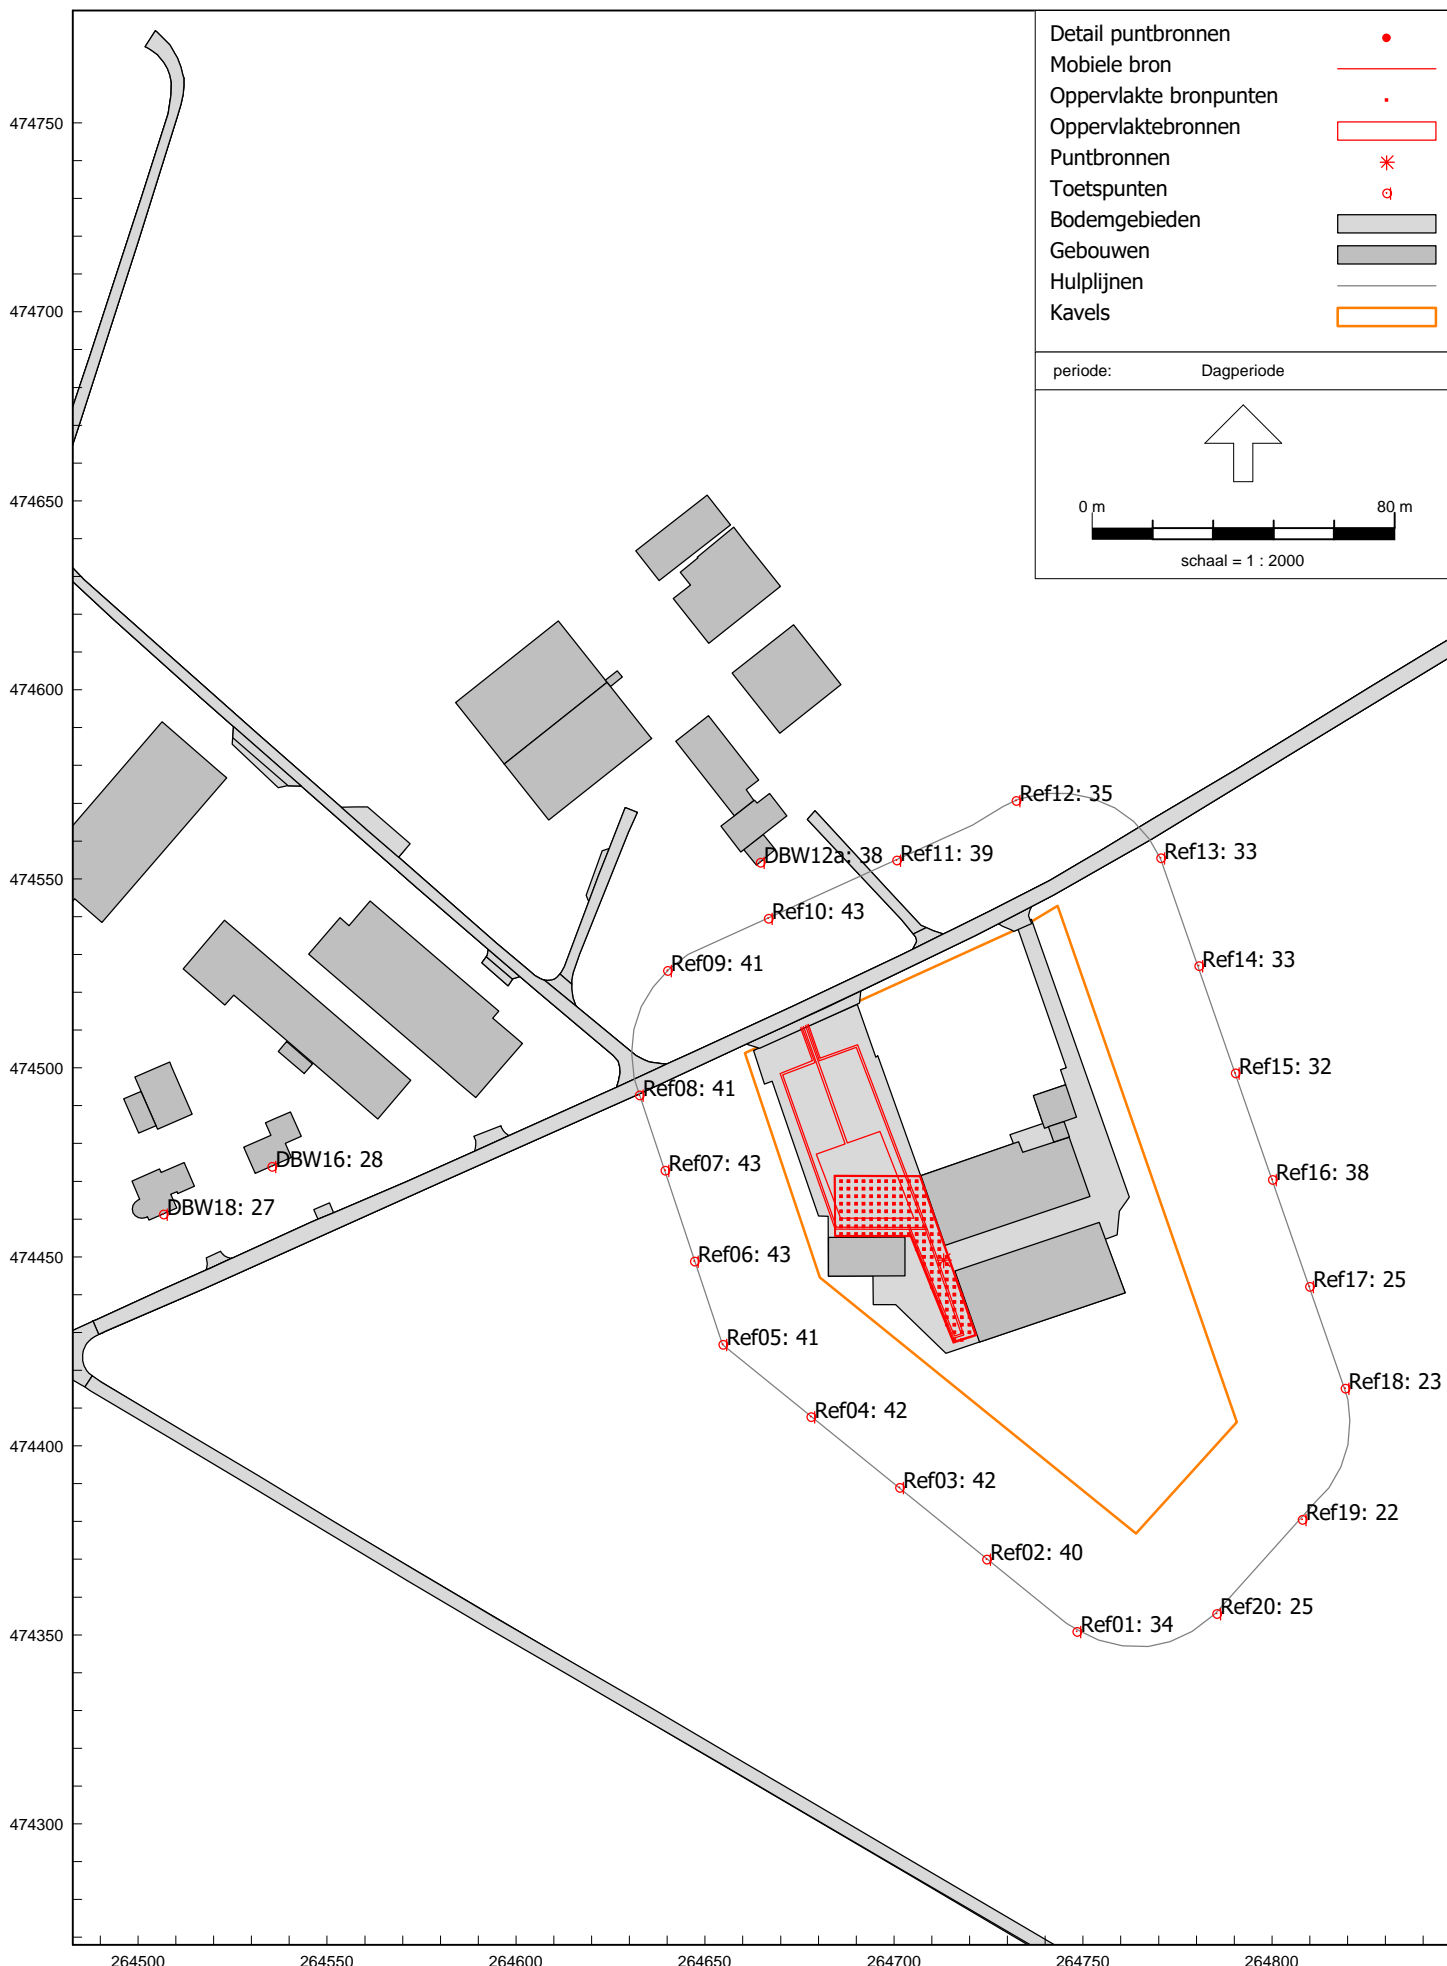 Detail puntbronnen
Mobiele bron
Oppervlakte bronpunten
Oppervlaktebronnen
Puntbronnen
Toetspunten
Bodemgebieden
Gebouwen
Hulplijnen
Kavels
periode: Dagperiode
0 m 80 m
schaal = 1 : 2000
474750
474700
474650
474600
474550
474500
474450
474400
474350
474300
Ref12: 35
DBW12a: 38
Ref11: 39
Ref13: 33
Ref10: 43
Ref09: 41
Ref14: 33
Ref08: 41
Ref15: 32
DBW16: 28
Ref07: 43
Ref16: 38
DBW18: 27
Ref06: 43
Ref17: 25
Ref05: 41
Ref18: 23
Ref04: 42
Ref03: 42
Ref19: 22
Ref02: 40
Ref20: 25
Ref01: 34
264500 264550 264600 264650 264700 264750 264800